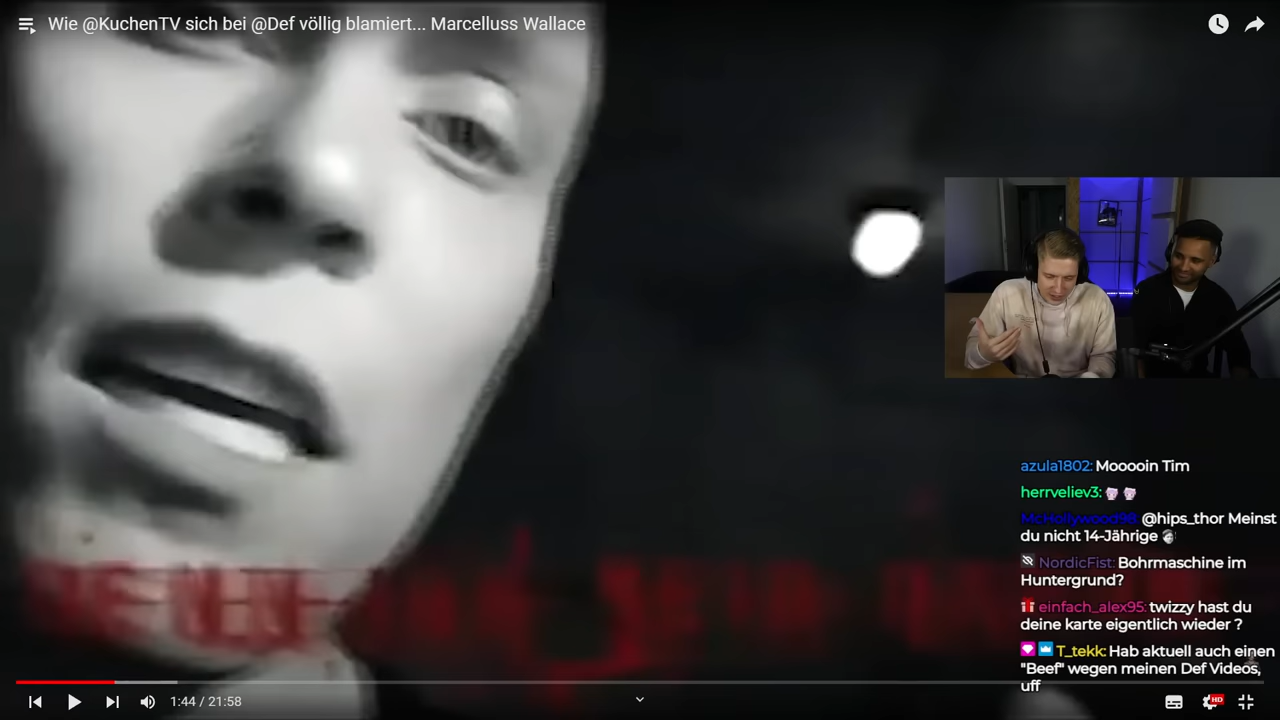 Wie @KuchenTV sich bei @Def völlig blamiert... Marcelluss Wallace
azula1802: Mooooin Tim
herrveliev3:
McHollywood98: @hips_thor Meinst
du nicht 14-Jährige
NordicFist: Bohrmaschine im
Huntergrund?
einfach_alex95: twizzy hast du
deine karte eigentlich wieder ?
T_tekk: Hab aktuell auch einen
"Beef" wegen meinen Def Videos,
uff
1:44 / 21:58
HD